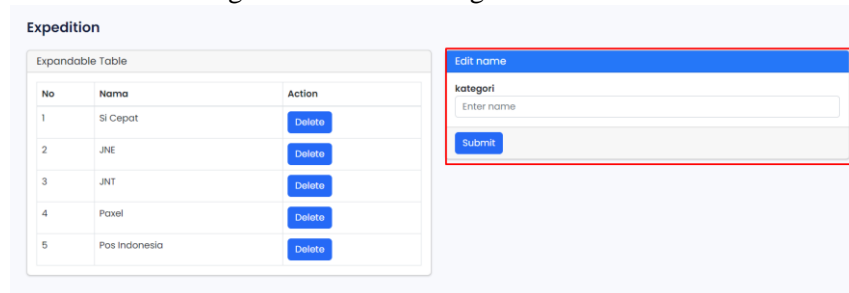 Expedition
Expandable Table
No Nama Action
1 Si Cepat Delete
2 JNE Delete
3 JNT Delete
4 Paxel Delete
5 Pos Indonesia Delete
Edit name
kategori
Enter name
Submit